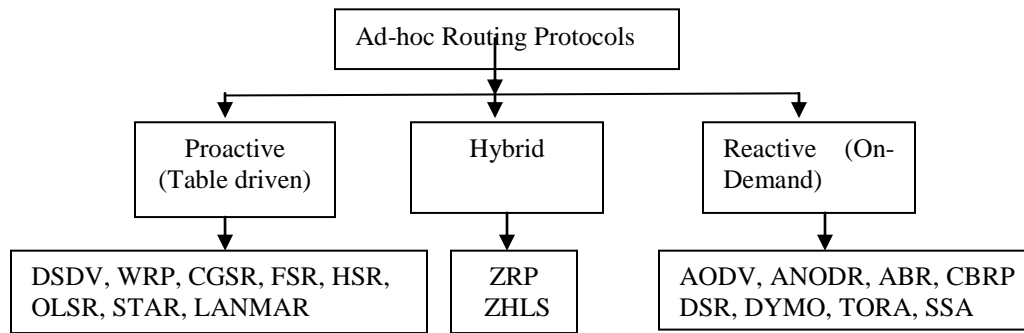 Ad-hoc Routing Protocols
Proactive
(Table driven)
Hybrid
Reactive (On-
Demand)
DSDV, WRP, CGSR, FSR, HSR,
OLSR, STAR, LANMAR
ZRP
ZHLS
AODV, ANODR, ABR, CBRP
DSR, DYMO, TORA, SSA